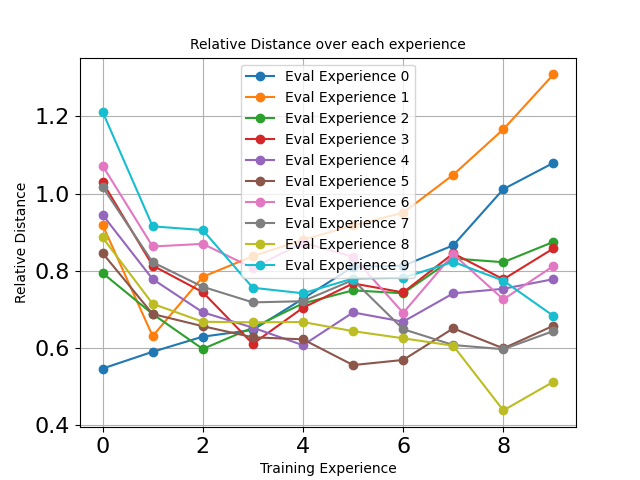 Relative Distance over each experience
Relative Distance
1.2
1.0
0.8
0.6
0.4
Eval Experience 0
Eval Experience 1
Eval Experience 2
Eval Experience 3
Eval Experience 4
Eval Experience 5
Eval Experience 6
Eval Experience 7
Eval Experience 8
Eval Experience 9
0 2 4 6 8
Training Experience